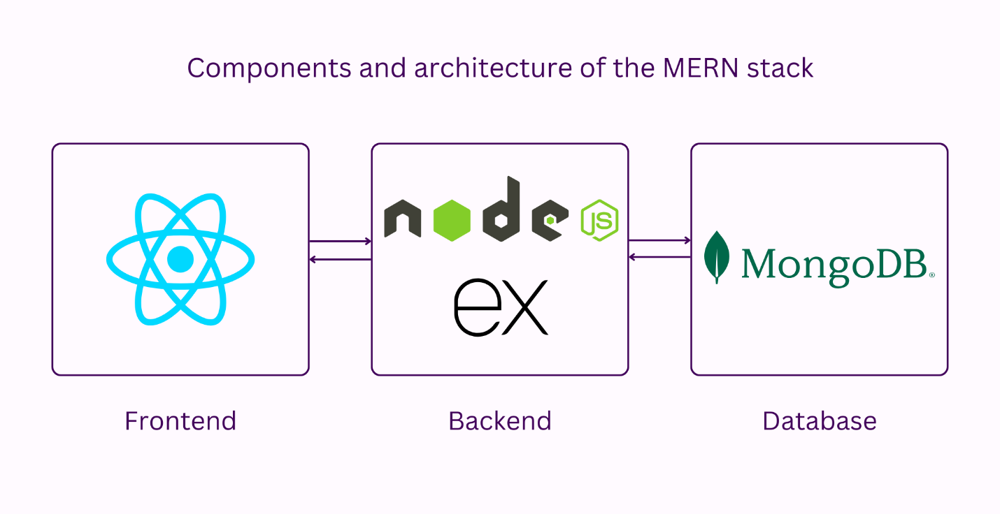 Components and architecture of the MERN stack
node JS
ex
MongoDB®
Frontend
Backend
Database